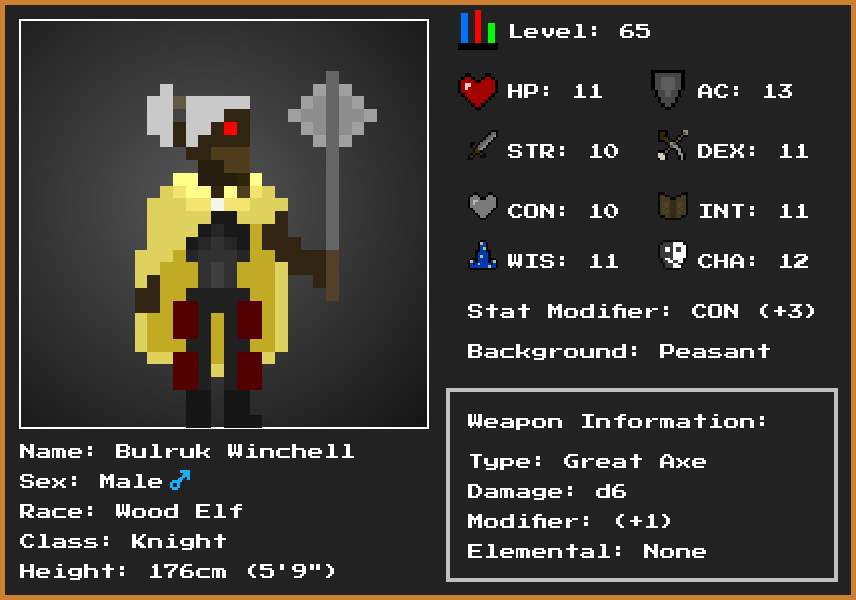 Level: 65
HP: 11
AC: 13
STR: 10
DEX: 11
CON: 10
INT: 11
WIS: 11
CHA: 12
Stat Modifier: CON (+3)
Background: Peasant
Weapon Information:
Type: Great Axe
Damage: d6
Modifier: (+1)
Elemental: None
Name: Bulruk Winchell
Sex: Male ♂
Race: Wood Elf
Class: Knight
Height: 176cm (5'9")